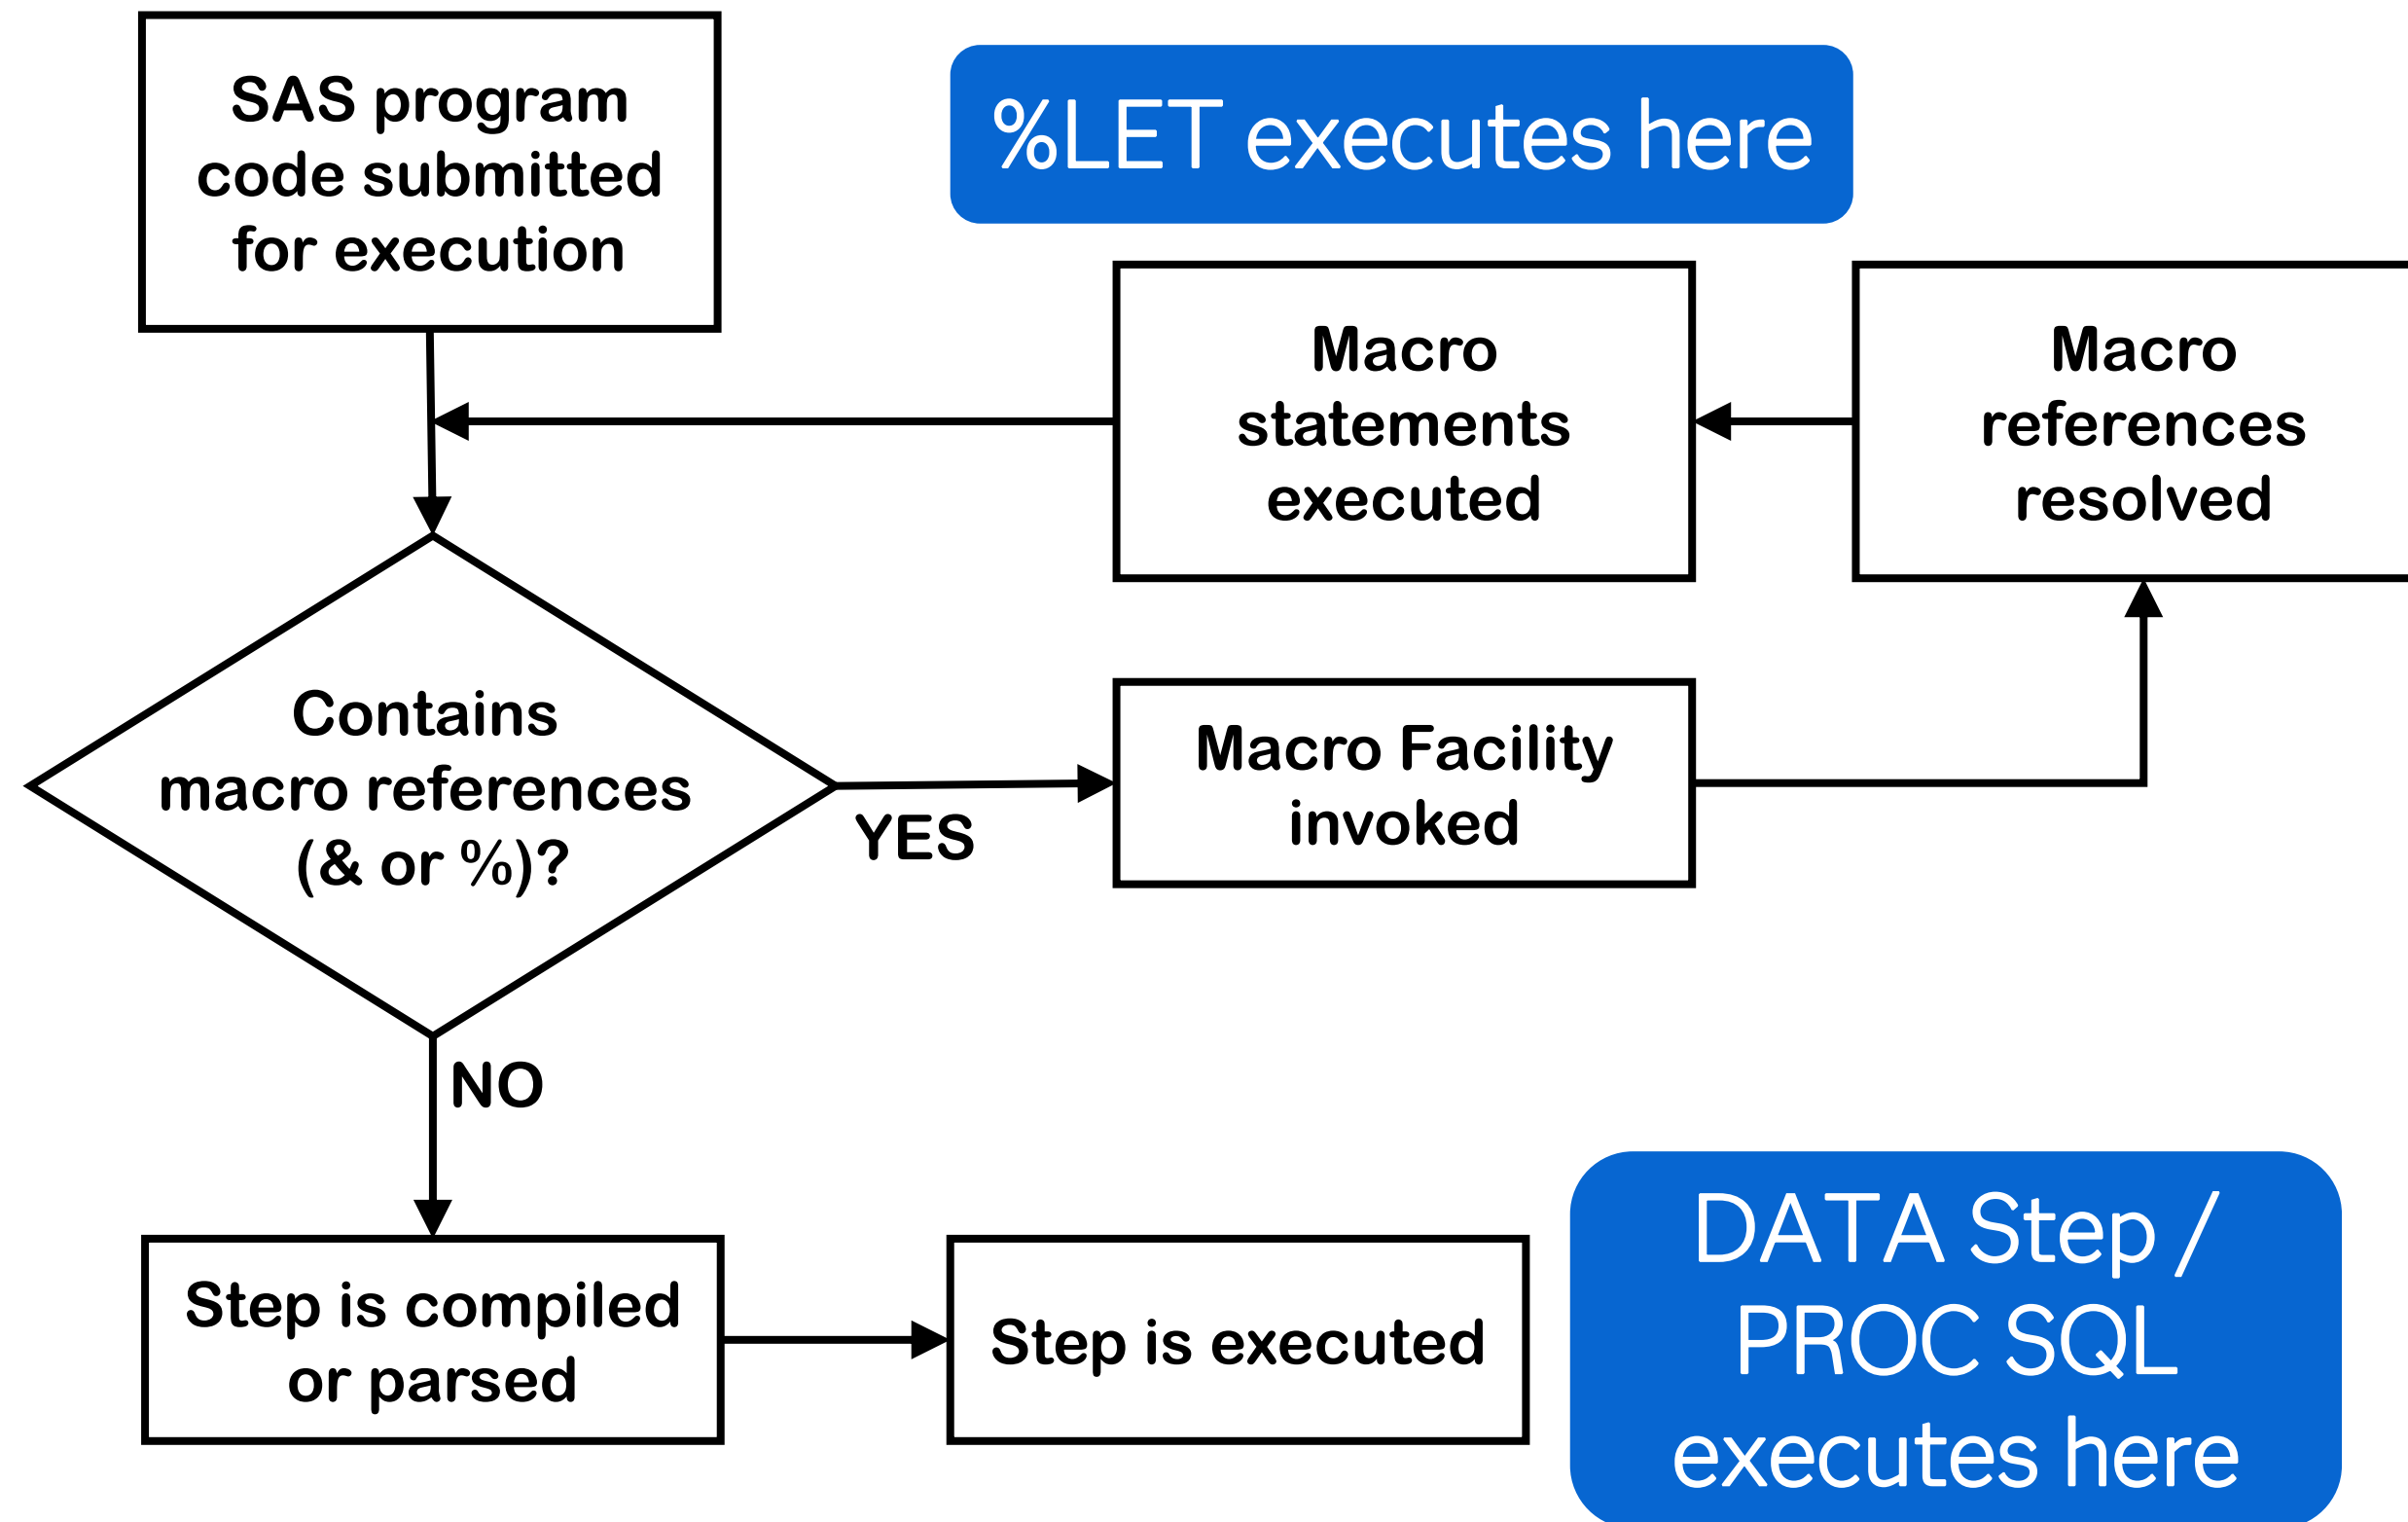 SAS program
code submitted
for execution
%LET executes here
Macro
statements
executed
Macro
references
resolved
Contains
macro references
(& or %)?
YES
Macro Facility
invoked
NO
Step is compiled
or parsed
Step is executed
DATA Step /
PROC SQL
executes here